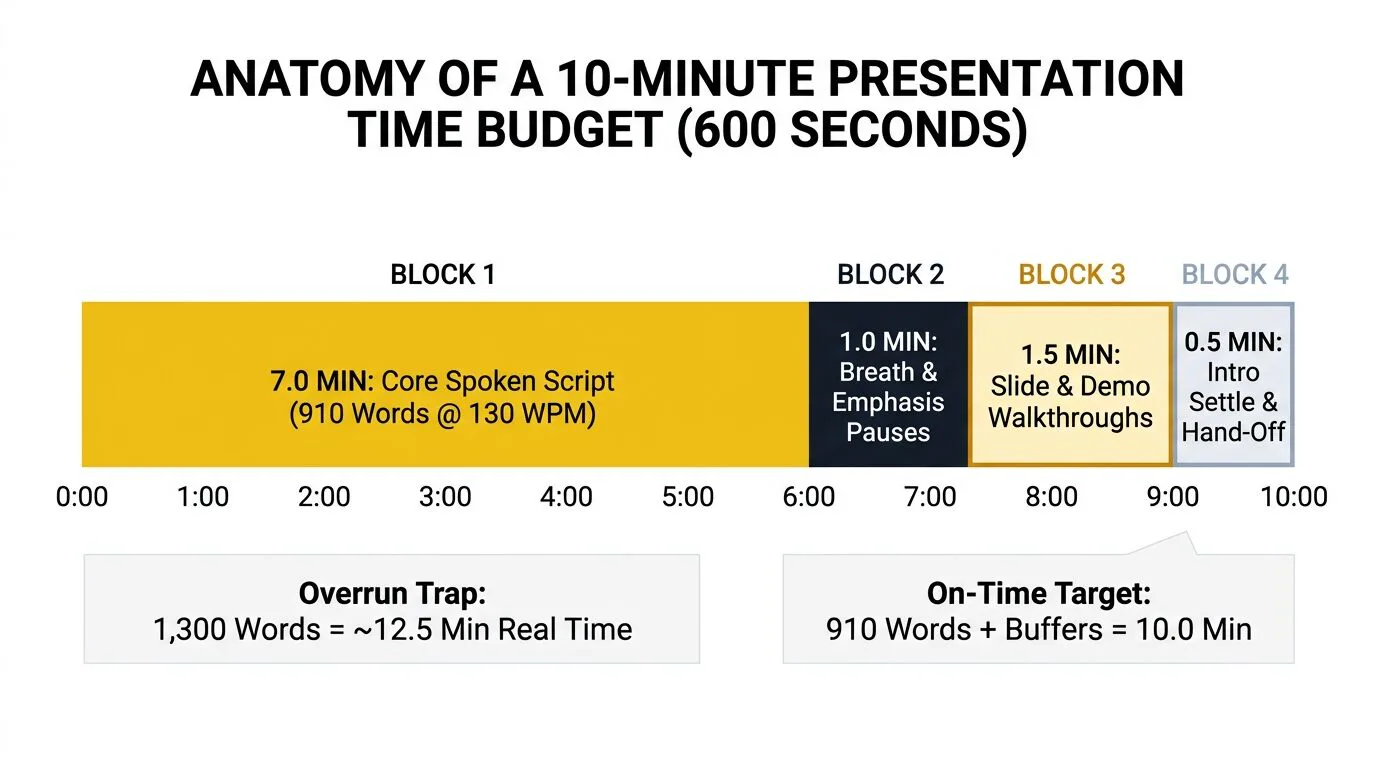 ANATOMY OF A 10-MINUTE PRESENTATION
TIME BUDGET (600 SECONDS)
BLOCK 1
BLOCK 2
BLOCK 3
BLOCK 4
7.0 MIN: Core Spoken Script
(910 Words @ 130 WPM)
1.0 MIN:
Breath &
Emphasis
Pauses
1.5 MIN:
Slide & Demo
Walkthroughs
0.5 MIN:
Intro
Settle &
Hand-Off
0:00
1:00
2:00
3:00
4:00
5:00
6:00
7:00
8:00
9:00
10:00
Overrun Trap:
1,300 Words = ~12.5 Min Real Time
On-Time Target:
910 Words + Buffers = 10.0 Min